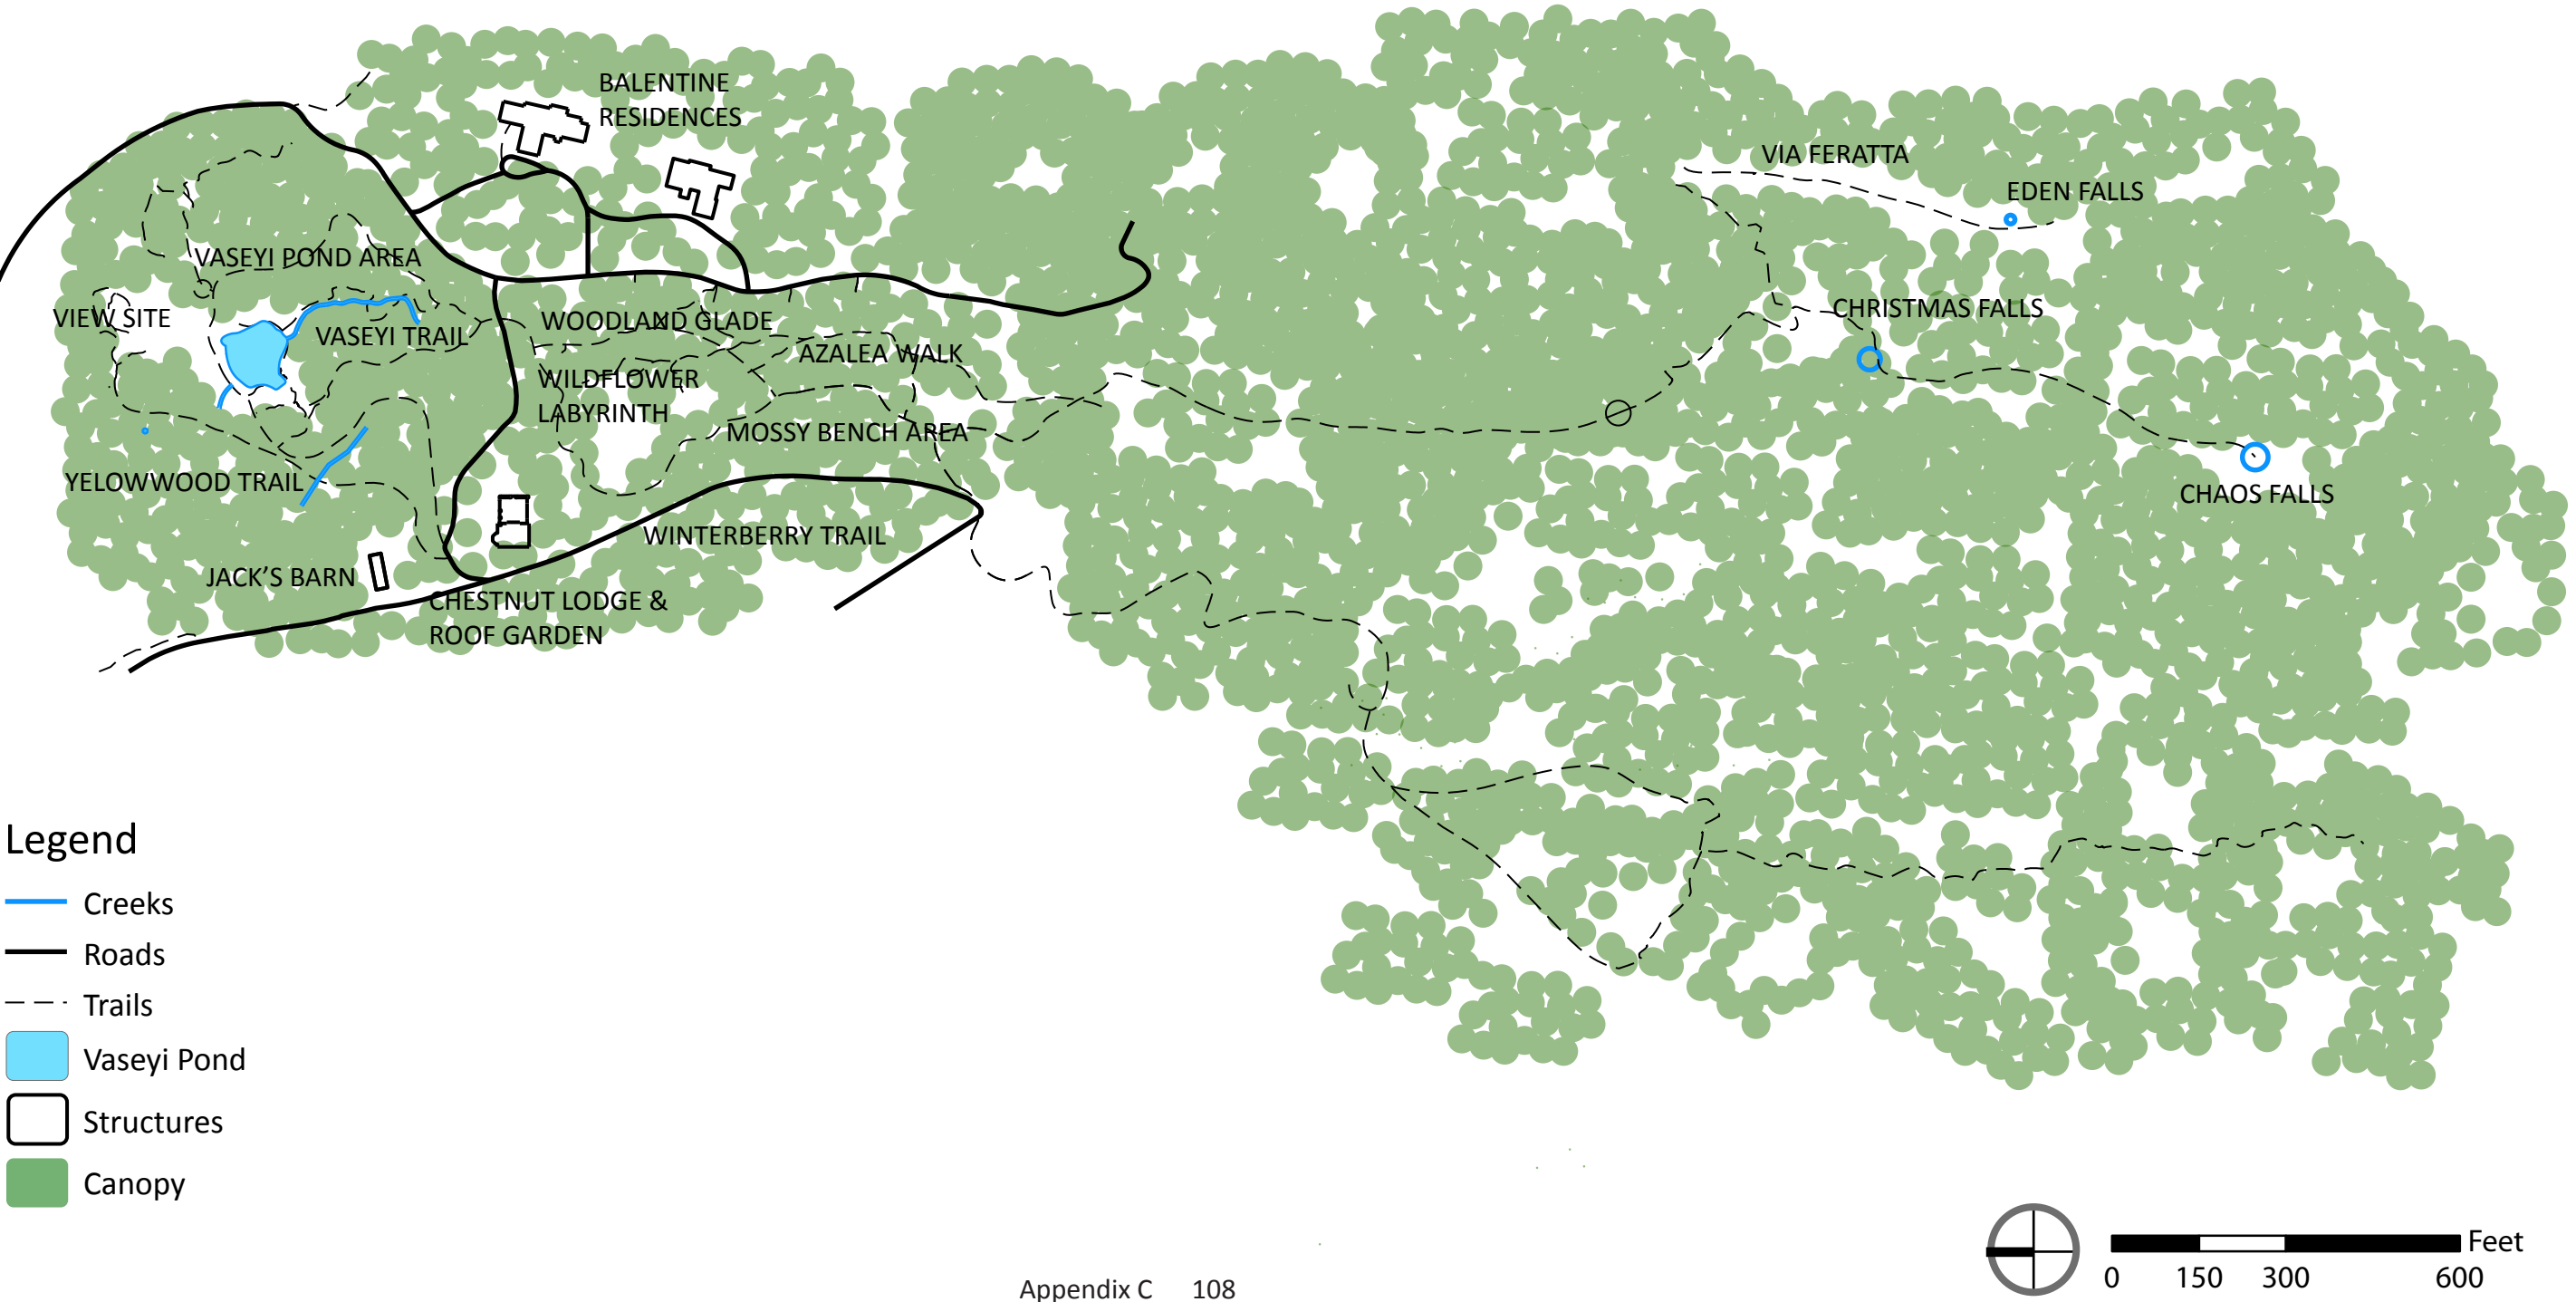 BALENTINE
RESIDENCES
VIA FERATTA
EDEN FALLS
VASEYI POND AREA
VIEW SITE
VASEYI TRAIL
WOODLAND GLADE
CHRISTMAS FALLS
AZALEA WALK
WILDFLOWER
LABYRINTH
MOSSY BENCH AREA
YELOWWOOD TRAIL
CHAOS FALLS
WINTERBERRY TRAIL
JACK'S BARN
CHESTNUT LODGE &
ROOF GARDEN
Legend
Creeks
Roads
Trails
Vaseyi Pond
Structures
Canopy
Feet
0 150 300 600
Appendix C 108